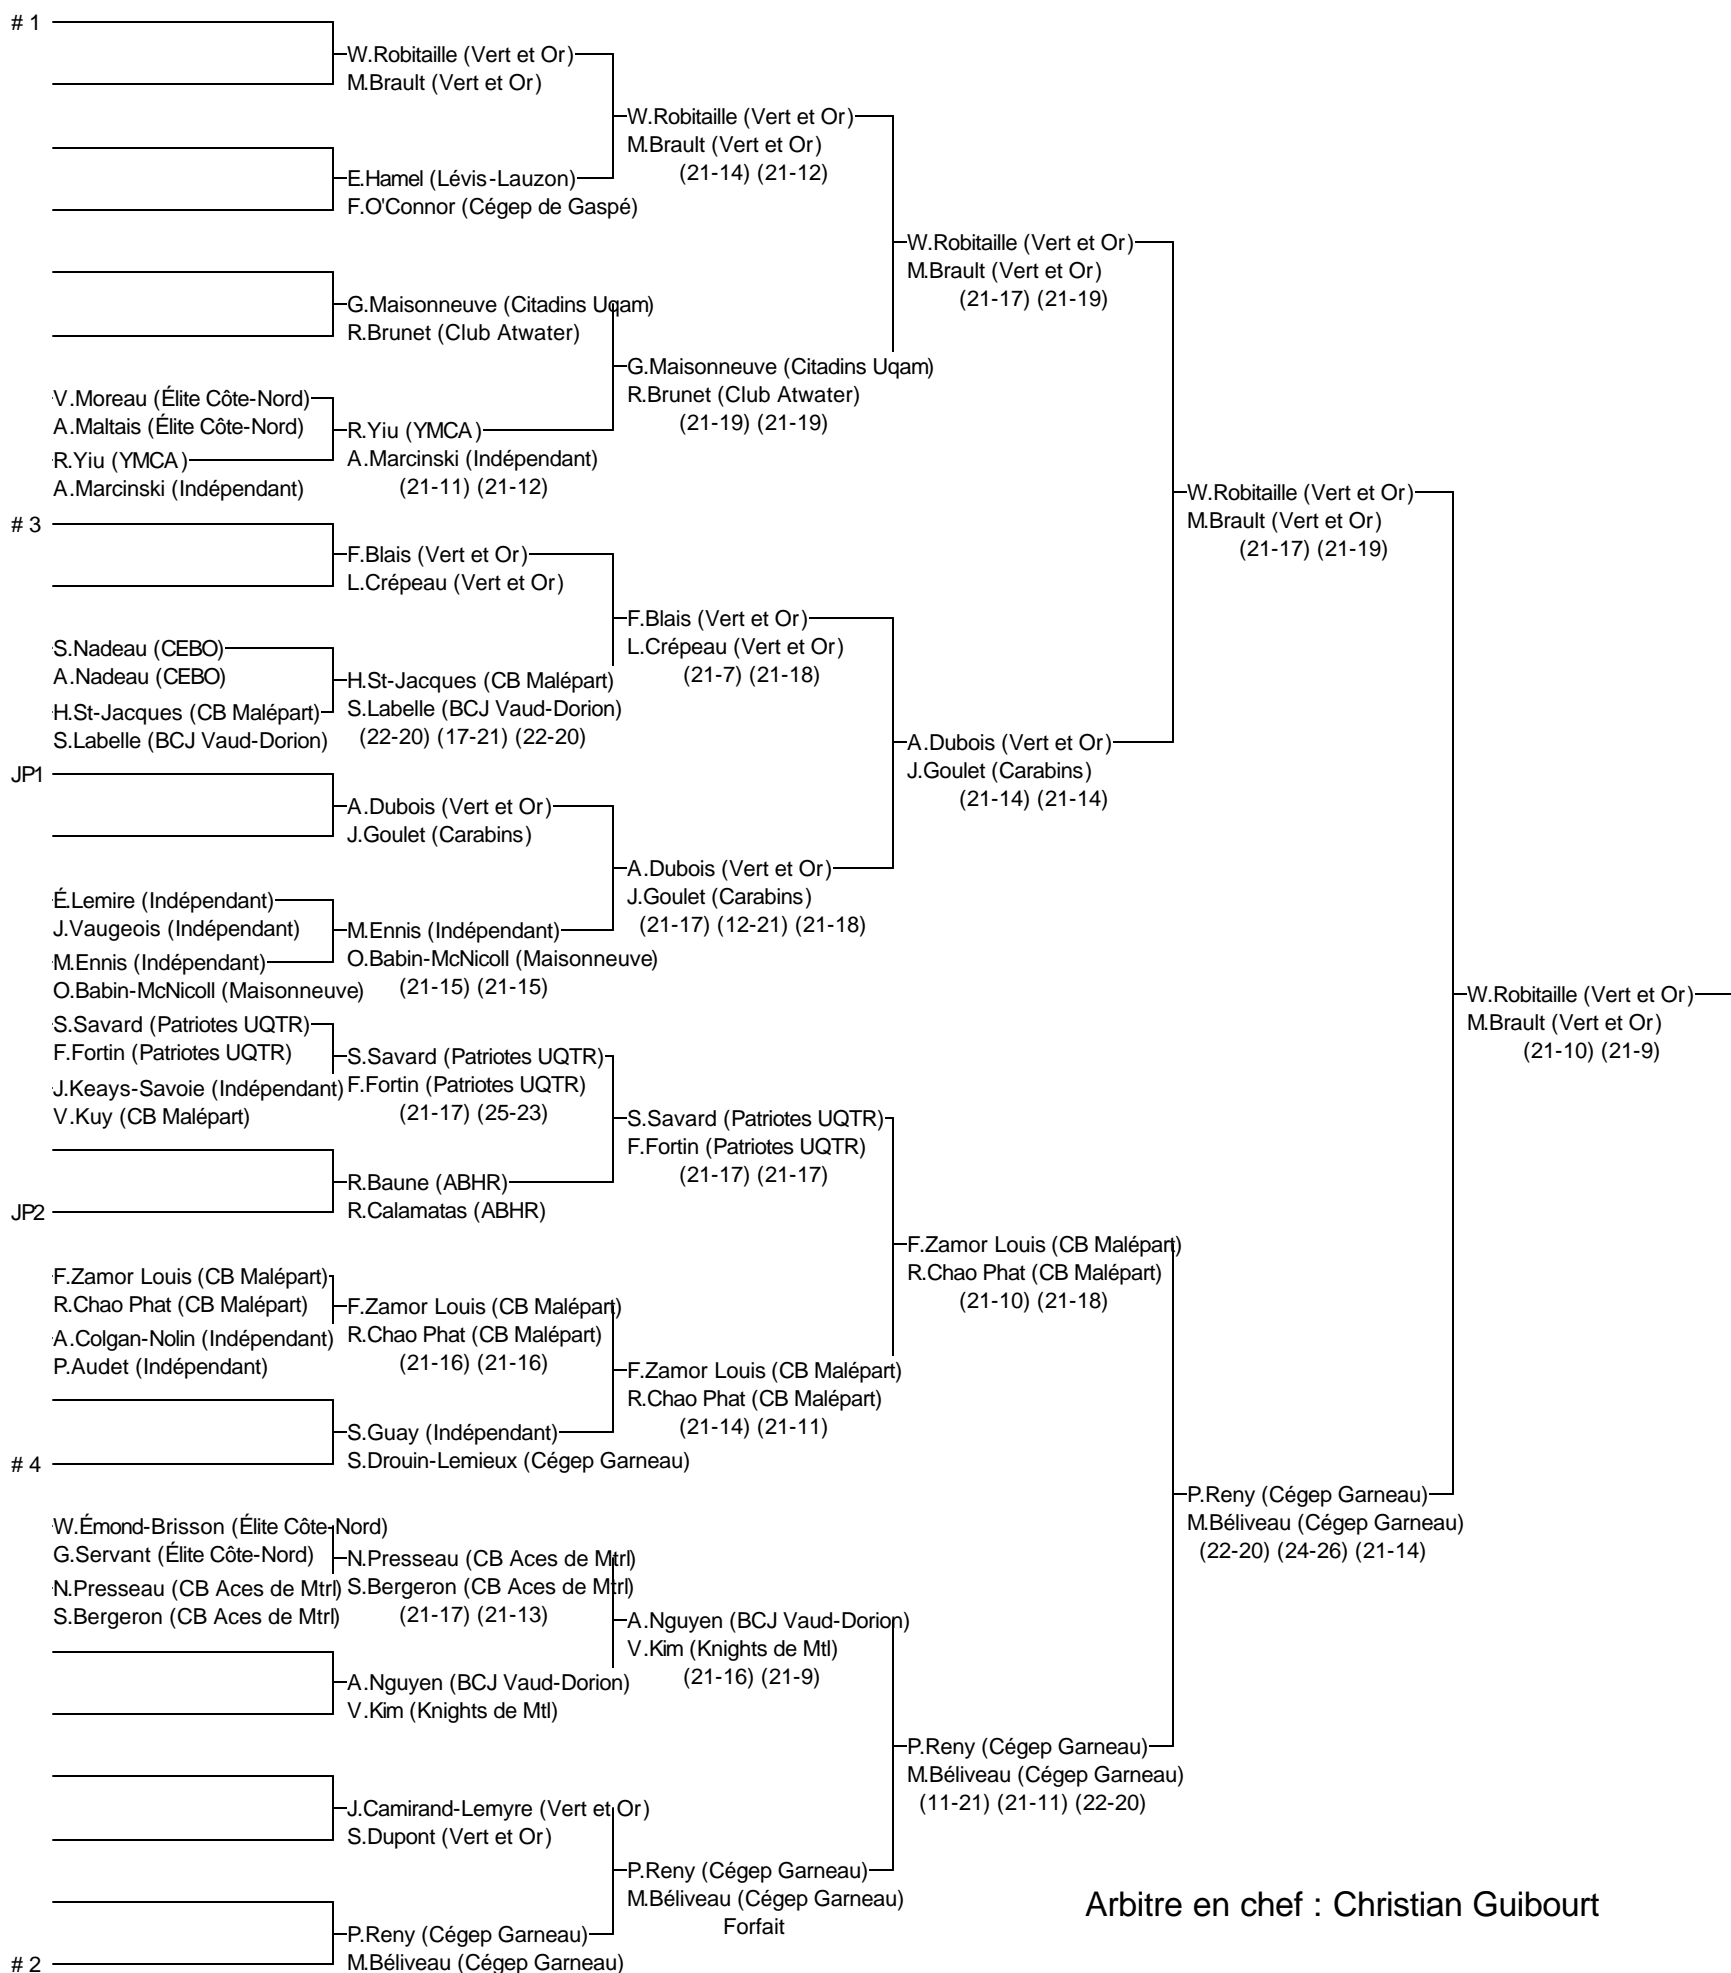 # 1
W.Robitaille (Vert et Or)
M.Brault (Vert et Or)
W.Robitaille (Vert et Or)
M.Brault (Vert et Or)
(21-14) (21-12)
E.Hamel (Lévis-Lauzon)
F.O'Connor (Cégep de Gaspé)
W.Robitaille (Vert et Or)
M.Brault (Vert et Or)
(21-17) (21-19)
G.Maisonneuve (Citadins Uqam)
R.Brunet (Club Atwater)
G.Maisonneuve (Citadins Uqam)
R.Brunet (Club Atwater)
(21-19) (21-19)
V.Moreau (Élite Côte-Nord)
A.Maltais (Élite Côte-Nord)
R.Yiu (YMCA)
A.Marcinski (Indépendant)
(21-11) (21-12)
R.Yiu (YMCA)
A.Marcinski (Indépendant)
W.Robitaille (Vert et Or)
M.Brault (Vert et Or)
(21-17) (21-19)
# 3
F.Blais (Vert et Or)
L.Crépeau (Vert et Or)
F.Blais (Vert et Or)
L.Crépeau (Vert et Or)
(21-7) (21-18)
S.Nadeau (CEBO)
A.Nadeau (CEBO)
H.St-Jacques (CB Malépart)
S.Labelle (BCJ Vaud-Dorion)
(22-20) (17-21) (22-20)
H.St-Jacques (CB Malépart)
S.Labelle (BCJ Vaud-Dorion)
A.Dubois (Vert et Or)
J.Goulet (Carabins)
(21-14) (21-14)
JP1
A.Dubois (Vert et Or)
J.Goulet (Carabins)
A.Dubois (Vert et Or)
J.Goulet (Carabins)
(21-17) (12-21) (21-18)
É.Lemire (Indépendant)
J.Vaugeois (Indépendant)
M.Ennis (Indépendant)
O.Babin-McNicoll (Maisonneuve)
(21-15) (21-15)
M.Ennis (Indépendant)
O.Babin-McNicoll (Maisonneuve)
W.Robitaille (Vert et Or)
M.Brault (Vert et Or)
(21-10) (21-9)
S.Savard (Patriotes UQTR)
F.Fortin (Patriotes UQTR)
S.Savard (Patriotes UQTR)
F.Fortin (Patriotes UQTR)
(21-17) (25-23)
J.Keays-Savoie (Indépendant)
V.Kuy (CB Malépart)
S.Savard (Patriotes UQTR)
F.Fortin (Patriotes UQTR)
(21-17) (21-17)
R.Baune (ABHR)
R.Calamatas (ABHR)
JP2
F.Zamor Louis (CB Malépart)
R.Chao Phat (CB Malépart)
(21-10) (21-18)
F.Zamor Louis (CB Malépart)
R.Chao Phat (CB Malépart)
F.Zamor Louis (CB Malépart)
R.Chao Phat (CB Malépart)
(21-16) (21-16)
A.Colgan-Nolin (Indépendant)
P.Audet (Indépendant)
F.Zamor Louis (CB Malépart)
R.Chao Phat (CB Malépart)
(21-14) (21-11)
S.Guay (Indépendant)
S.Drouin-Lemieux (Cégep Garneau)
# 4
P.Reny (Cégep Garneau)
M.Béliveau (Cégep Garneau)
(22-20) (24-26) (21-14)
W.Émond-Brisson (Élite Côte-Nord)
G.Servant (Élite Côte-Nord)
N.Presseau (CB Aces de Mtrl)
S.Bergeron (CB Aces de Mtrl)
(21-17) (21-13)
N.Presseau (CB Aces de Mtrl)
S.Bergeron (CB Aces de Mtrl)
A.Nguyen (BCJ Vaud-Dorion)
V.Kim (Knights de Mtl)
(21-16) (21-9)
A.Nguyen (BCJ Vaud-Dorion)
V.Kim (Knights de Mtl)
P.Reny (Cégep Garneau)
M.Béliveau (Cégep Garneau)
(11-21) (21-11) (22-20)
J.Camirand-Lemyre (Vert et Or)
S.Dupont (Vert et Or)
P.Reny (Cégep Garneau)
M.Béliveau (Cégep Garneau)
Forfait
Arbitre en chef : Christian Guibourt
P.Reny (Cégep Garneau)
M.Béliveau (Cégep Garneau)
# 2